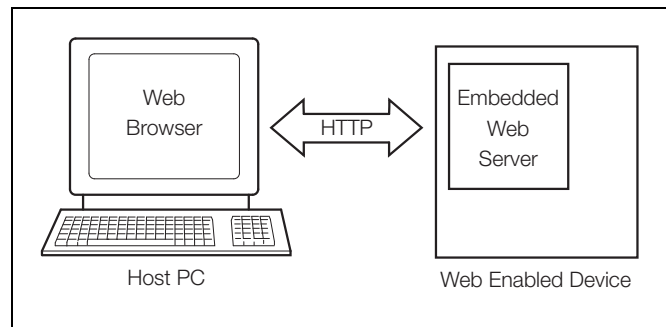 Web
Browser
HTTP
Embedded
Web
Server
Host PC
Web Enabled Device